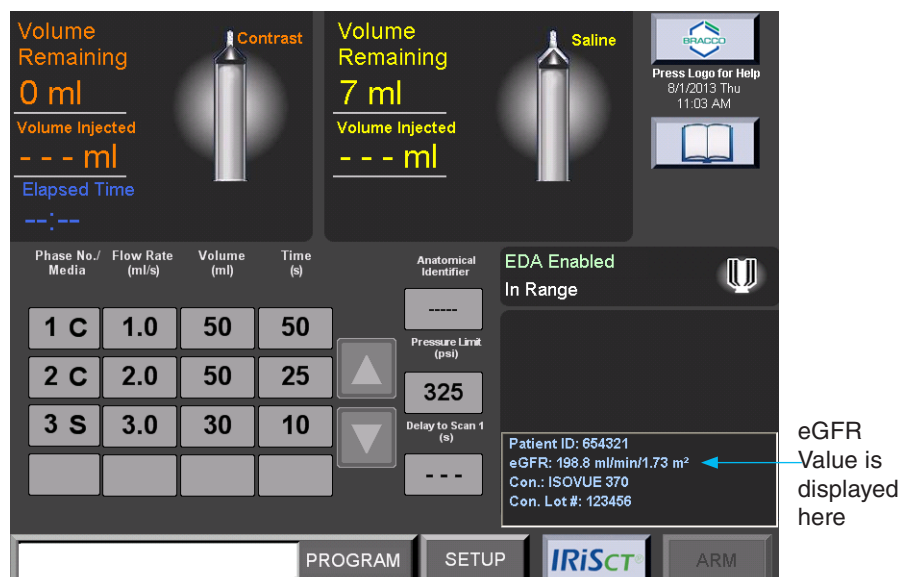 Volume
Remaining
0 ml
Volume Injected
- - - ml
Elapsed Time
--:--
Contrast
Volume
Remaining
7 ml
Volume Injected
- - - ml
Saline
BRACCO
Press Logo for Help
8/1/2013 Thu
11:03 AM
Phase No./ Flow Rate Volume Time
Media (ml/s) (ml) (s)
1 C 1.0 50 50
2 C 2.0 50 25
3 S 3.0 30 10
Anatomical
Identifier
-----
Pressure Limit
(psi)
325
Delay to Scan 1
(s)
- - -
EDA Enabled
In Range
Patient ID: 654321
eGFR: 198.8 ml/min/1.73 m²
Con.: ISOVUE 370
Con. Lot #: 123456
eGFR
Value is
displayed
here
PROGRAM SETUP IRiSCT® ARM